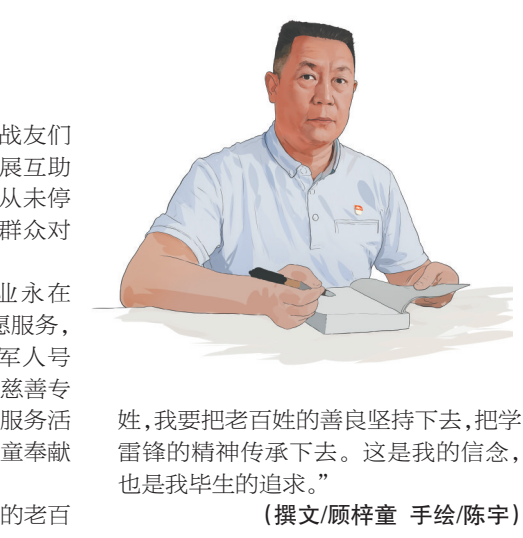 战友们
展互助
从未停
群众对
业永在
愿服务，
军人号
慈善专
服务活
童奉献
的老百
姓，我要把老百姓的善良坚持下去，把学
雷锋的精神传承下去。这是我的信念，
也是我毕生的追求。”
（撰文/顾梓童 手绘/陈宇）